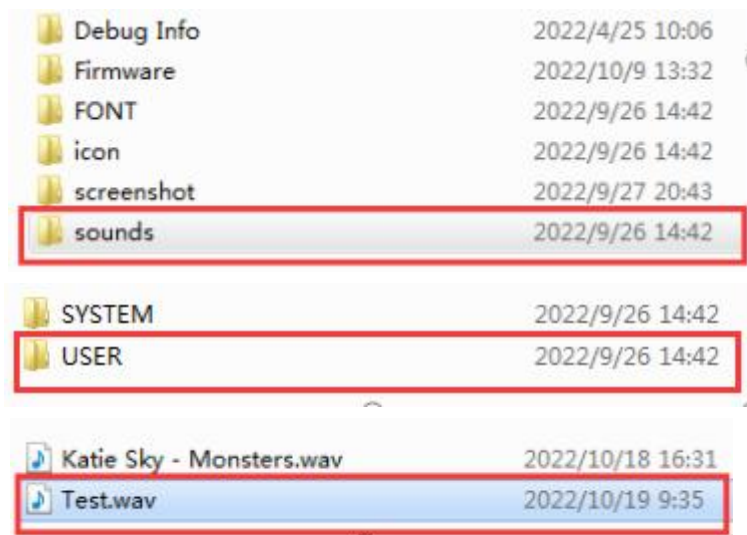 Debug Info 2022/4/25 10:06
Firmware 2022/10/9 13:32
FONT 2022/9/26 14:42
icon 2022/9/26 14:42
screenshot 2022/9/27 20:43
sounds 2022/9/26 14:42
SYSTEM 2022/9/26 14:42
USER 2022/9/26 14:42
Katie Sky - Monsters.wav 2022/10/18 16:31
Test.wav 2022/10/19 9:35